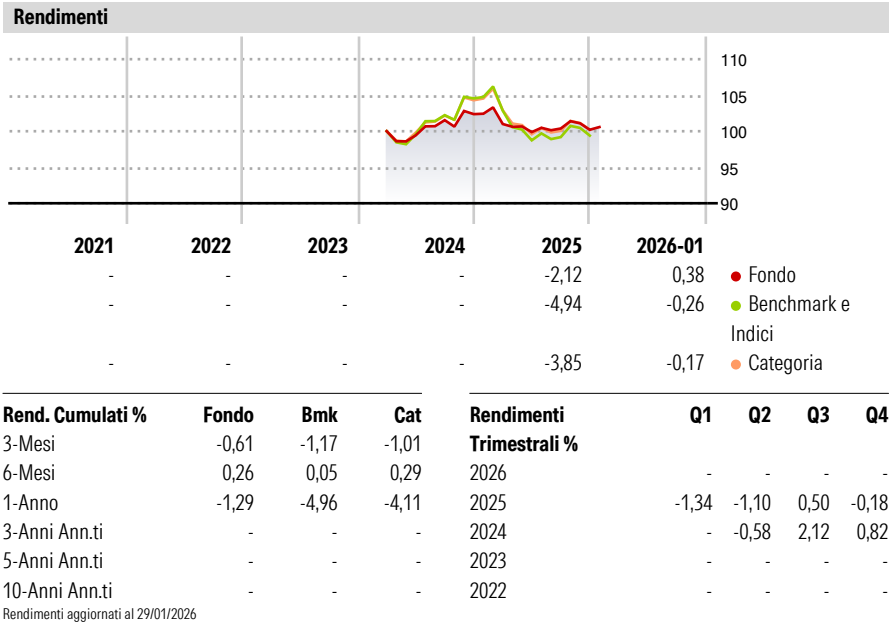 Rendimenti
110
105
100
95
90
2021 2022 2023 2024 2025 2026-01
- - - - -2,12 0,38 Fondo
- - - - -4,94 -0,26 Benchmark e
Indici
- - - - -3,85 -0,17 Categoria
Rend. Cumulati % Fondo Bmk Cat
3-Mesi -0,61 -1,17 -1,01
6-Mesi 0,26 0,05 0,29
1-Anno -1,29 -4,96 -4,11
3-Anni Ann.ti - - -
5-Anni Ann.ti - - -
10-Anni Ann.ti - - -
Rendimenti Q1 Q2 Q3 Q4
Trimestrali %
2026 - - - -
2025 -1,34 -1,10 0,50 -0,18
2024 - -0,58 2,12 0,82
2023 - - - -
2022 - - - -
Rendimenti aggiornati al 29/01/2026